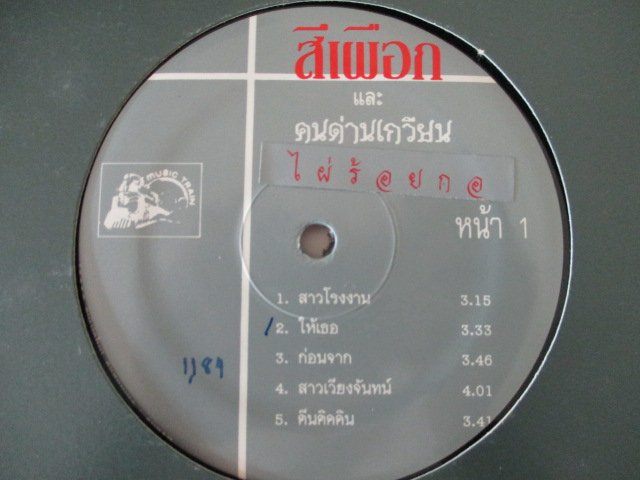 สีเผือก
และ
คนด่านเกวียน
ไผ่ร้อยกอ
MUSIC TRAIN
หน้า 1
1. สาวโรงงาน 3.15
/2. ให้เธอ 3.33
3. ก่อนจาก 3.46
4. สาวเวียงจันทน์ 4.01
5. ตีนติดดิน 3.41